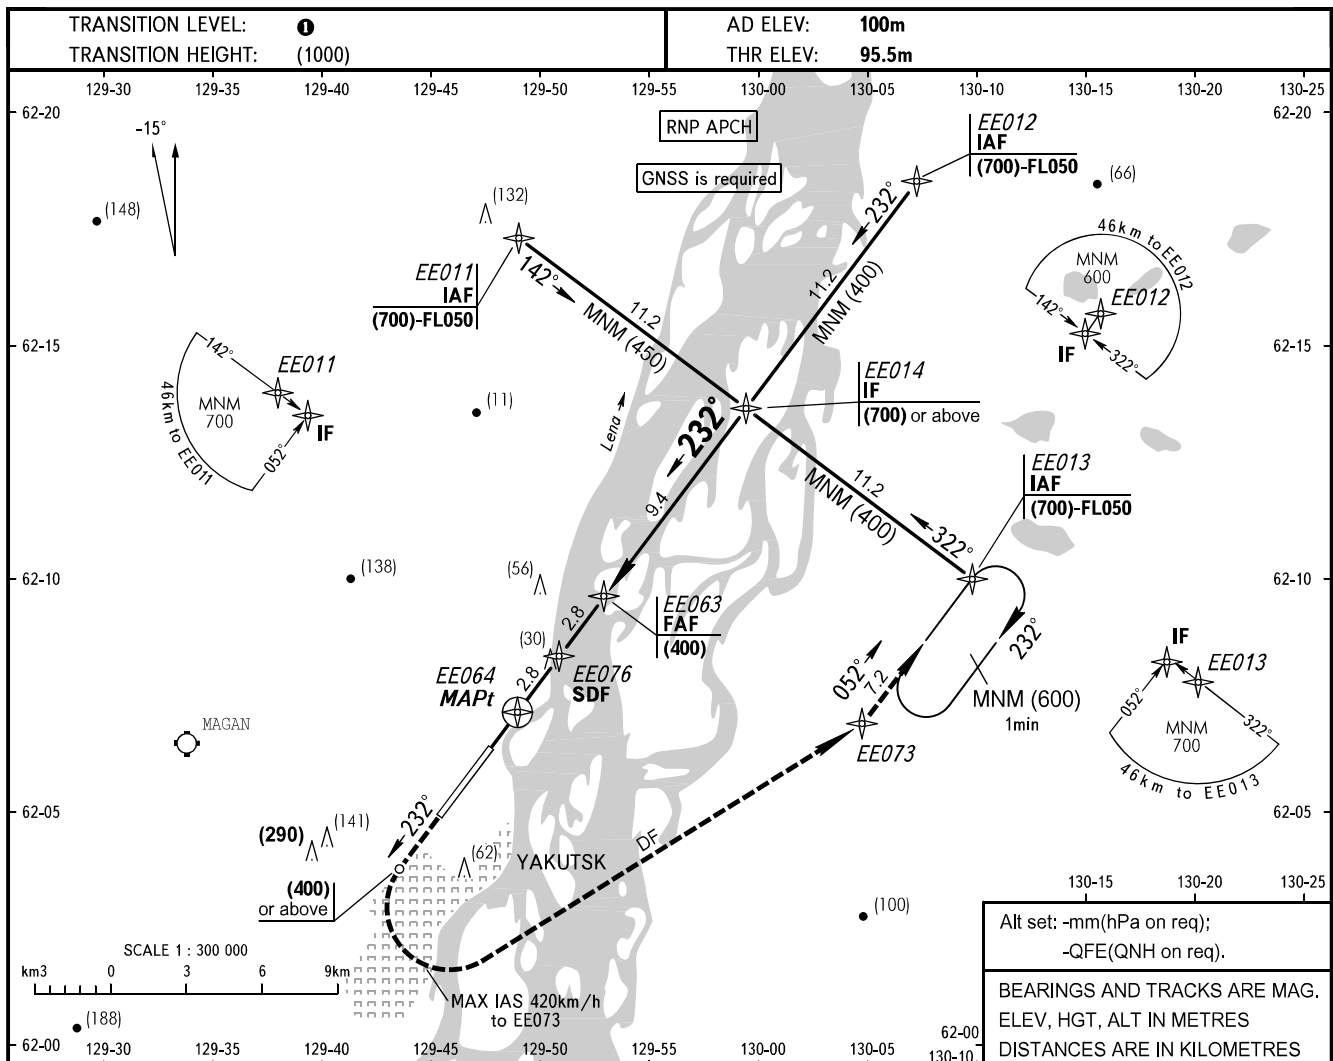 TRANSITION LEVEL: ❶
TRANSITION HEIGHT: (1000)
AD ELEV: 100m
THR ELEV: 95.5m
129-30 129-35 129-40 129-45 129-50 129-55 130-00 130-05 130-10 130-15 130-20 130-25
62-20
-15°
RNP APCH
GNSS is required
EE012
IAF
(700)-FL050
(66)
(148)
(132)
232°
11.2
MNM (400)
EE011
IAF
(700)-FL050
142°
11.2
MNM (450)
46km to EE012
MNM
600
EE012
142°
IF
322°
62-15
142°
EE011
MNM
700
46km to EE011
IF
052°
(11)
Lena
232°
EE014
IF
(700) or above
9.4
11.2
MNM (400)
322°
EE013
IAF
(700)-FL050
62-10
(138)
(56)
EE063
FAF
(400)
2.8
(30)
EE076
SDF
2.8
EE064
MAPt
MAGAN
052°
7.2
232°
MNM (600)
1min
EE073
IF
EE013
052°
MNM
700
322°
46km to EE013
62-05
232°
(290)
(141)
(62)
YAKUTSK
DF
(400)
or above
(100)
130-15 130-20 130-25
SCALE 1 : 300 000
km3 0 3 6 9km
MAX IAS 420km/h
to EE073
(188)
62-00
129-30 129-35 129-40 129-45 129-50 129-55 130-00 130-05
62-00
130-10
Alt set: -mm(hPa on req);
-QFE(QNH on req).
BEARINGS AND TRACKS ARE MAG.
ELEV, HGT, ALT IN METRES
DISTANCES ARE IN KILOMETRES